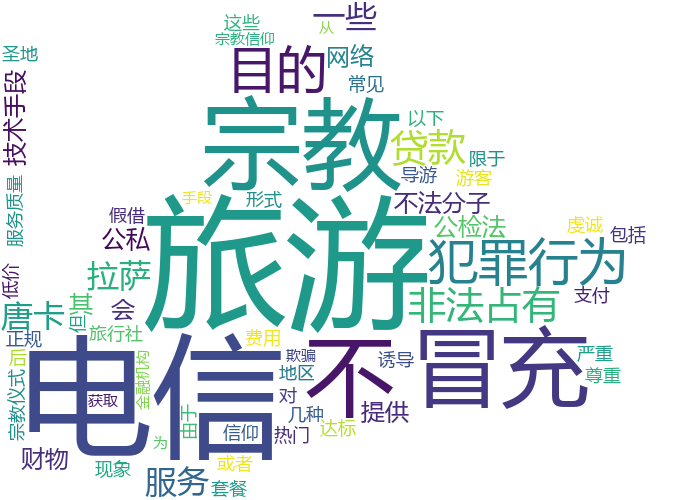 这些
从
一些
宗教信仰
圣地
目的
网络
技术手段
常见
宗教
以下
贷款
限于
导游
游客
服务质量
手段
形式
不法分子
假借
旅游
公检法
虔诚
包括
公私
犯罪行为
低价
拉萨
非法占有
支付
唐卡
其
会
但
旅行社
正规
电信
不
冒充
费用
后
金融机构
欺骗
诱导
严重
地区
尊重
宗教仪式
获取
对
几种
提供
由于
信仰
热门
达标
为
财物
现象
或者
服务
套餐